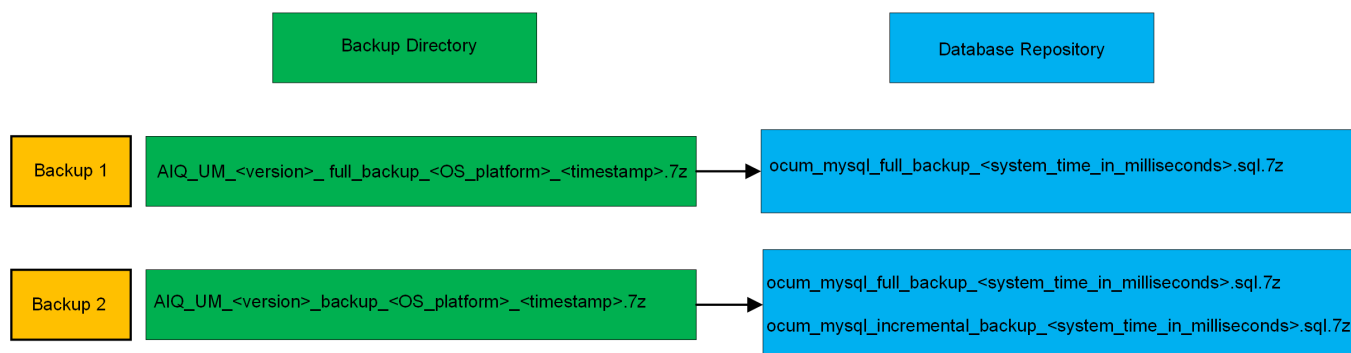 Backup Directory
Database Repository
Backup 1
AIQ_UM_<version>_ full_backup_<OS_platform>_<timestamp>.7z
ocum_mysql_full_backup_<system_time_in_milliseconds>.sql.7z
Backup 2
AIQ_UM_<version>_backup_<OS_platform>_<timestamp>.7z
ocum_mysql_full_backup_<system_time_in_milliseconds>.sql.7z
ocum_mysql_incremental_backup_<system_time_in_milliseconds>.sql.7z